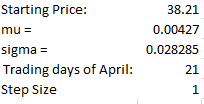 Starting Price: 38.21
mu = 0.00427
sigma = 0.028285
Trading days of April: 21
Step Size 1